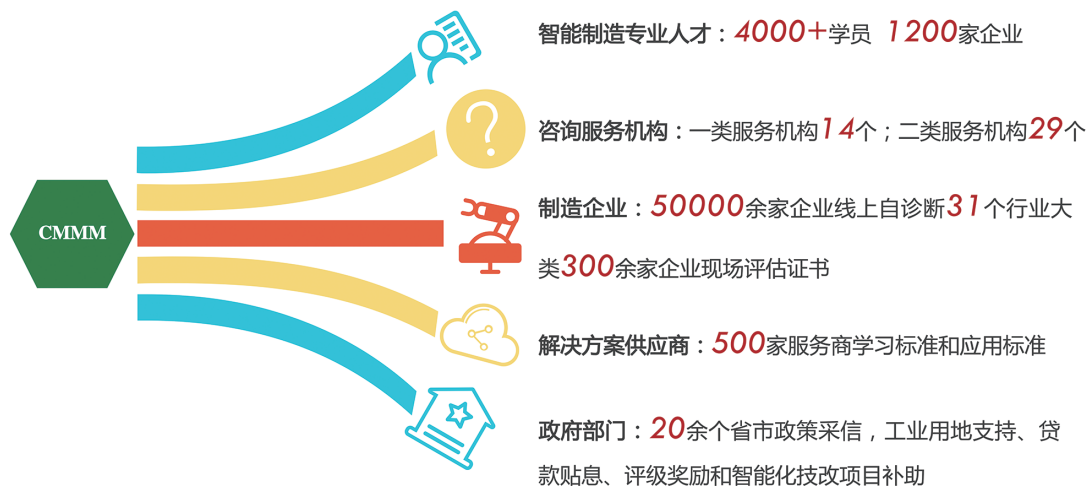 CMMM
智能制造专业人才：4000+学员 1200家企业
咨询服务机构：一类服务机构14个；二类服务机构29个
制造企业：50000余家企业线上自诊断31个行业大
类300余家企业现场评估证书
解决方案供应商：500家服务商学习标准和应用标准
政府部门：20余个省市政策采信，工业用地支持、贷
款贴息、评级奖励和智能化技改项目补助